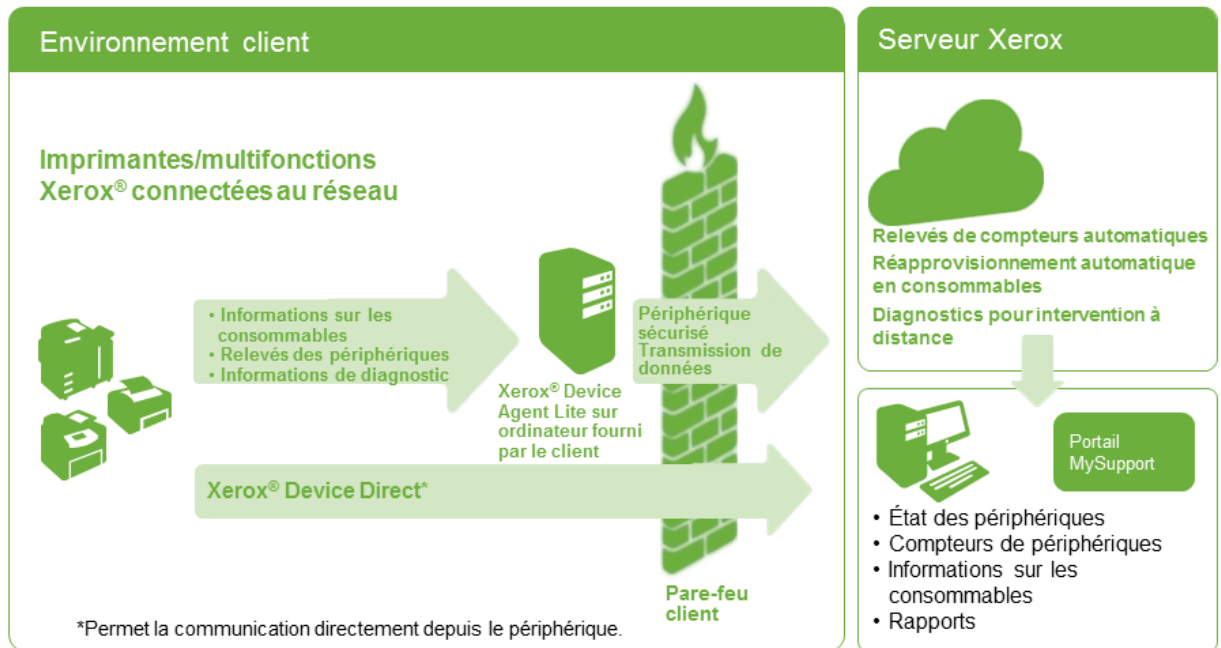 Environnement client
Imprimantes/multifonctions
Xerox® connectées au réseau
• Informations sur les
consommables
• Relevés des périphériques
• Informations de diagnostic
Xerox® Device
Agent Lite sur
ordinateur fourni
par le client
Périphérique
sécurisé
Transmission de
données
Xerox® Device Direct*
Pare-feu
client
*Permet la communication directement depuis le périphérique.
Serveur Xerox
Relevés de compteurs automatiques
Réapprovisionnement automatique
en consommables
Diagnostics pour intervention à
distance
Portail
MySupport
• État des périphériques
• Compteurs de périphériques
• Informations sur les
consommables
• Rapports